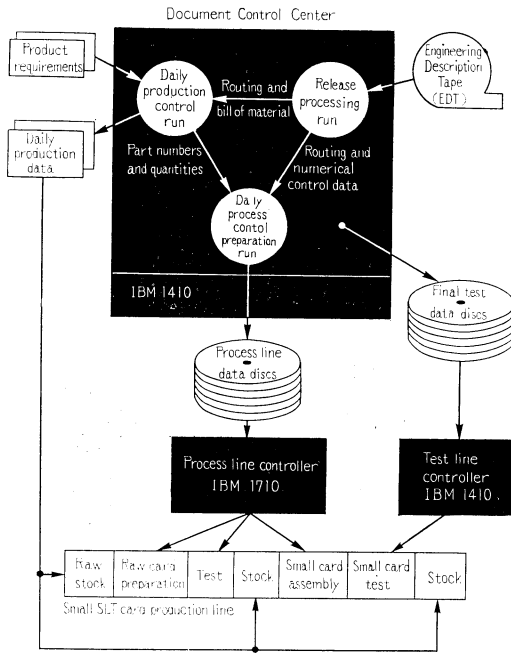 Document Control Center
Product
requirements
Daily
production
control
run
Routing and
bill of material
Release
processing
run
Engineering
Description
Tape
(EDT)
Daily
production
data
Part numbers
and quantities
Routing and
numerical
control data
Daily
process
contol
preparation
run
IBM 1410
Final test
data discs
Process line
data discs
Process line controller
IBM 1710
Test line
controller
IBM 1410
Raw
stock
Raw card
preparation
Test
Stock
Small card
assembly
Small card
test
Stock
Small SLT card production line